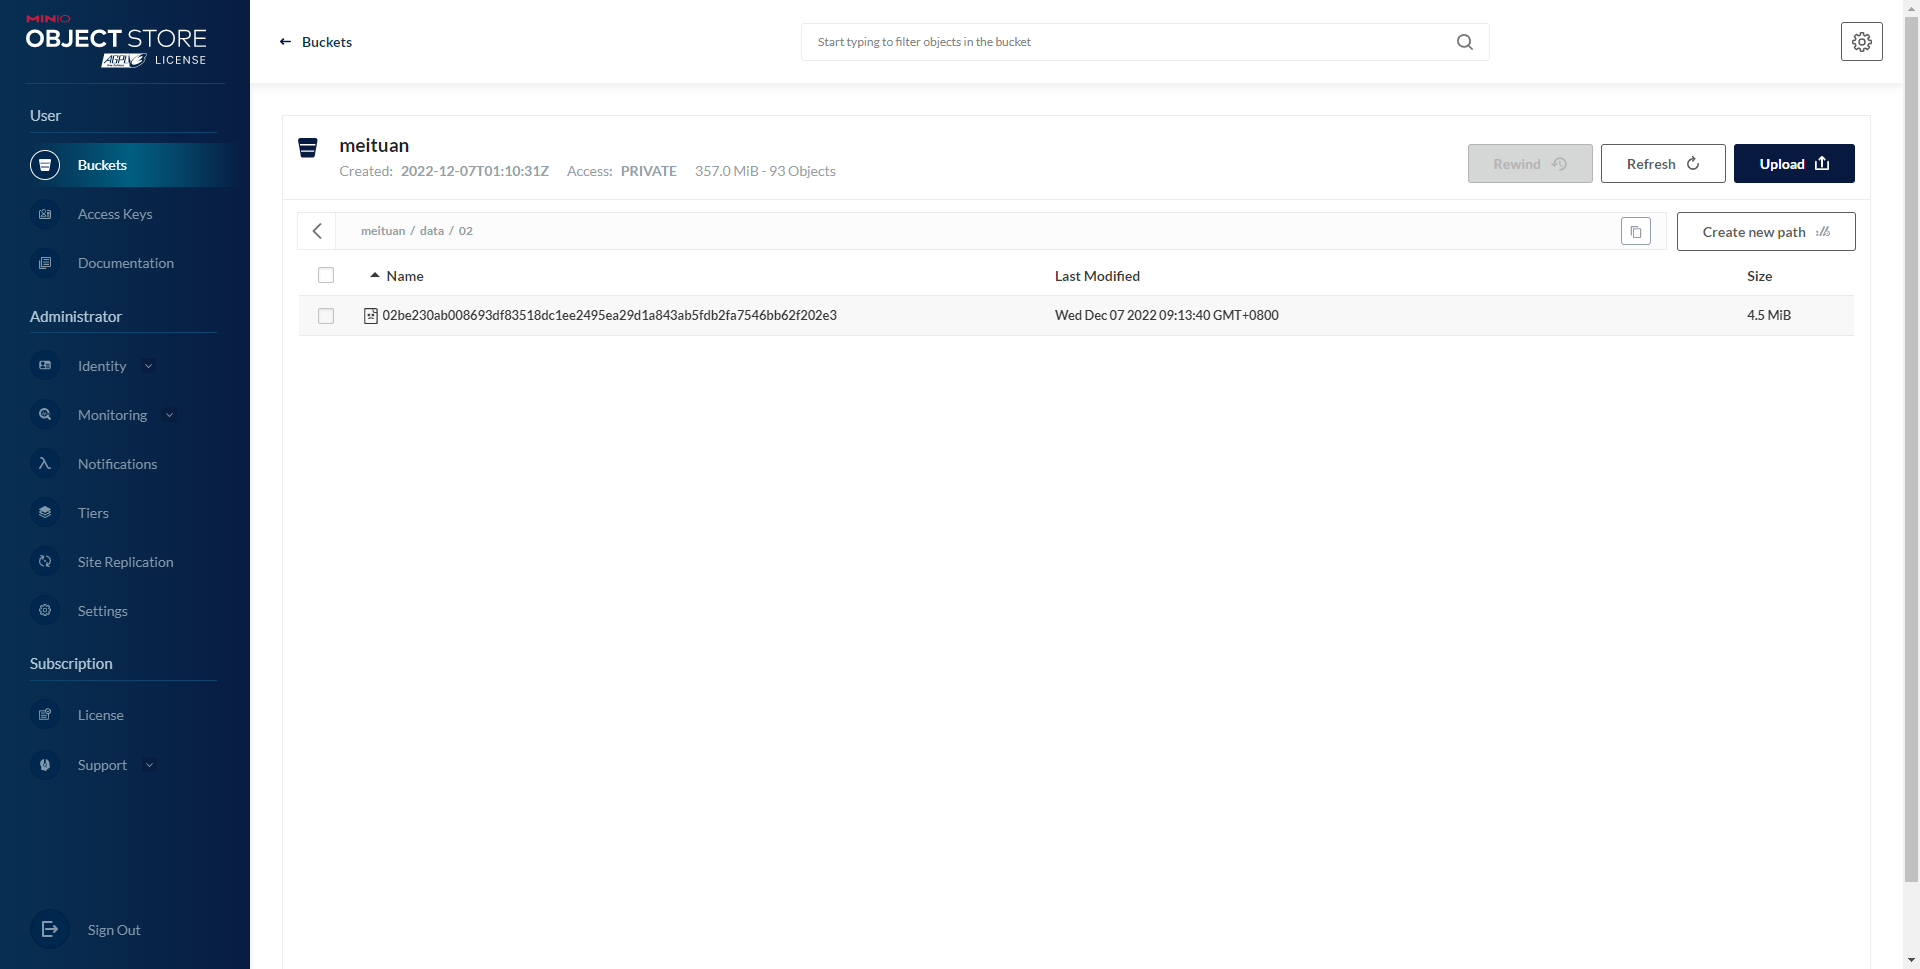 MINIO
OBJECT STORE
AGPLv3 LICENSE
User
Buckets
Access Keys
Documentation
Administrator
Identity
Monitoring
Notifications
Tiers
Site Replication
Settings
Subscription
License
Support
Sign Out
Buckets
Start typing to filter objects in the bucket
meituan
Created: 2022-12-07T01:10:31Z Access: PRIVATE 357.0 MiB - 93 Objects
Rewind
Refresh
Upload
meituan / data / 02
Create new path
Name Last Modified Size
02be230ab008693df83518dc1ee2495ea29d1a843ab5fdb2fa7546bb62f202e3 Wed Dec 07 2022 09:13:40 GMT+0800 4.5 MiB